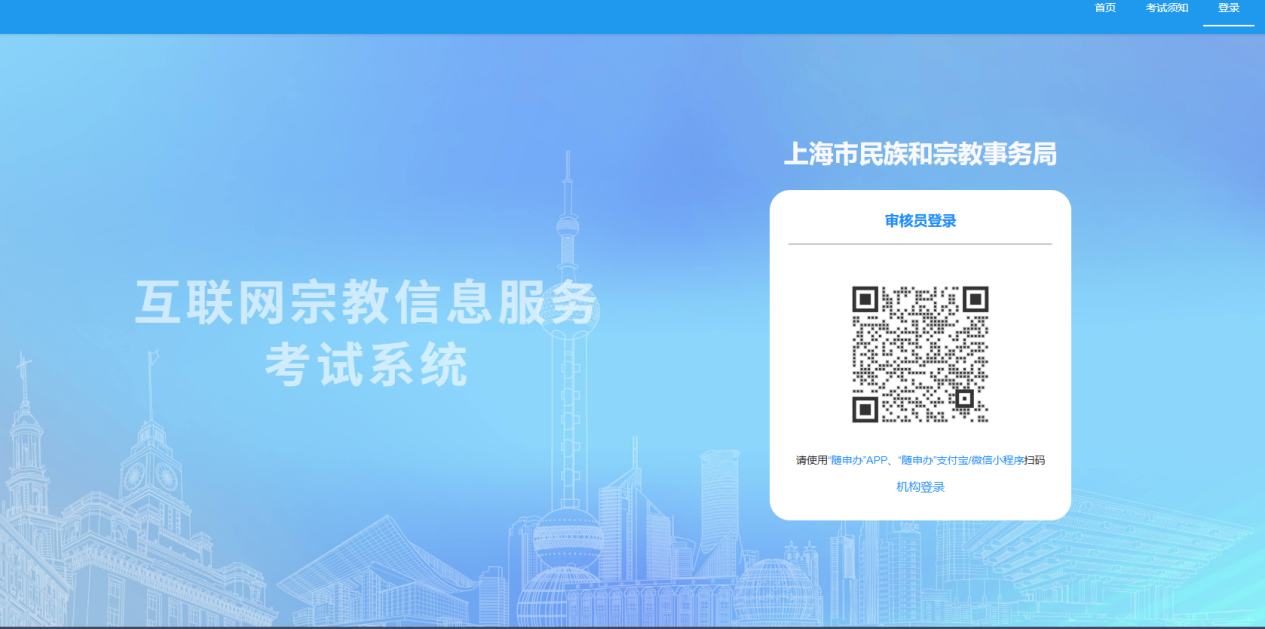 首页 考试须知 登录
上海市民族和宗教事务局
审核员登录
互联网宗教信息服务
考试系统
请使用“随申办”APP、“随申办”支付宝/微信小程序扫码
机构登录